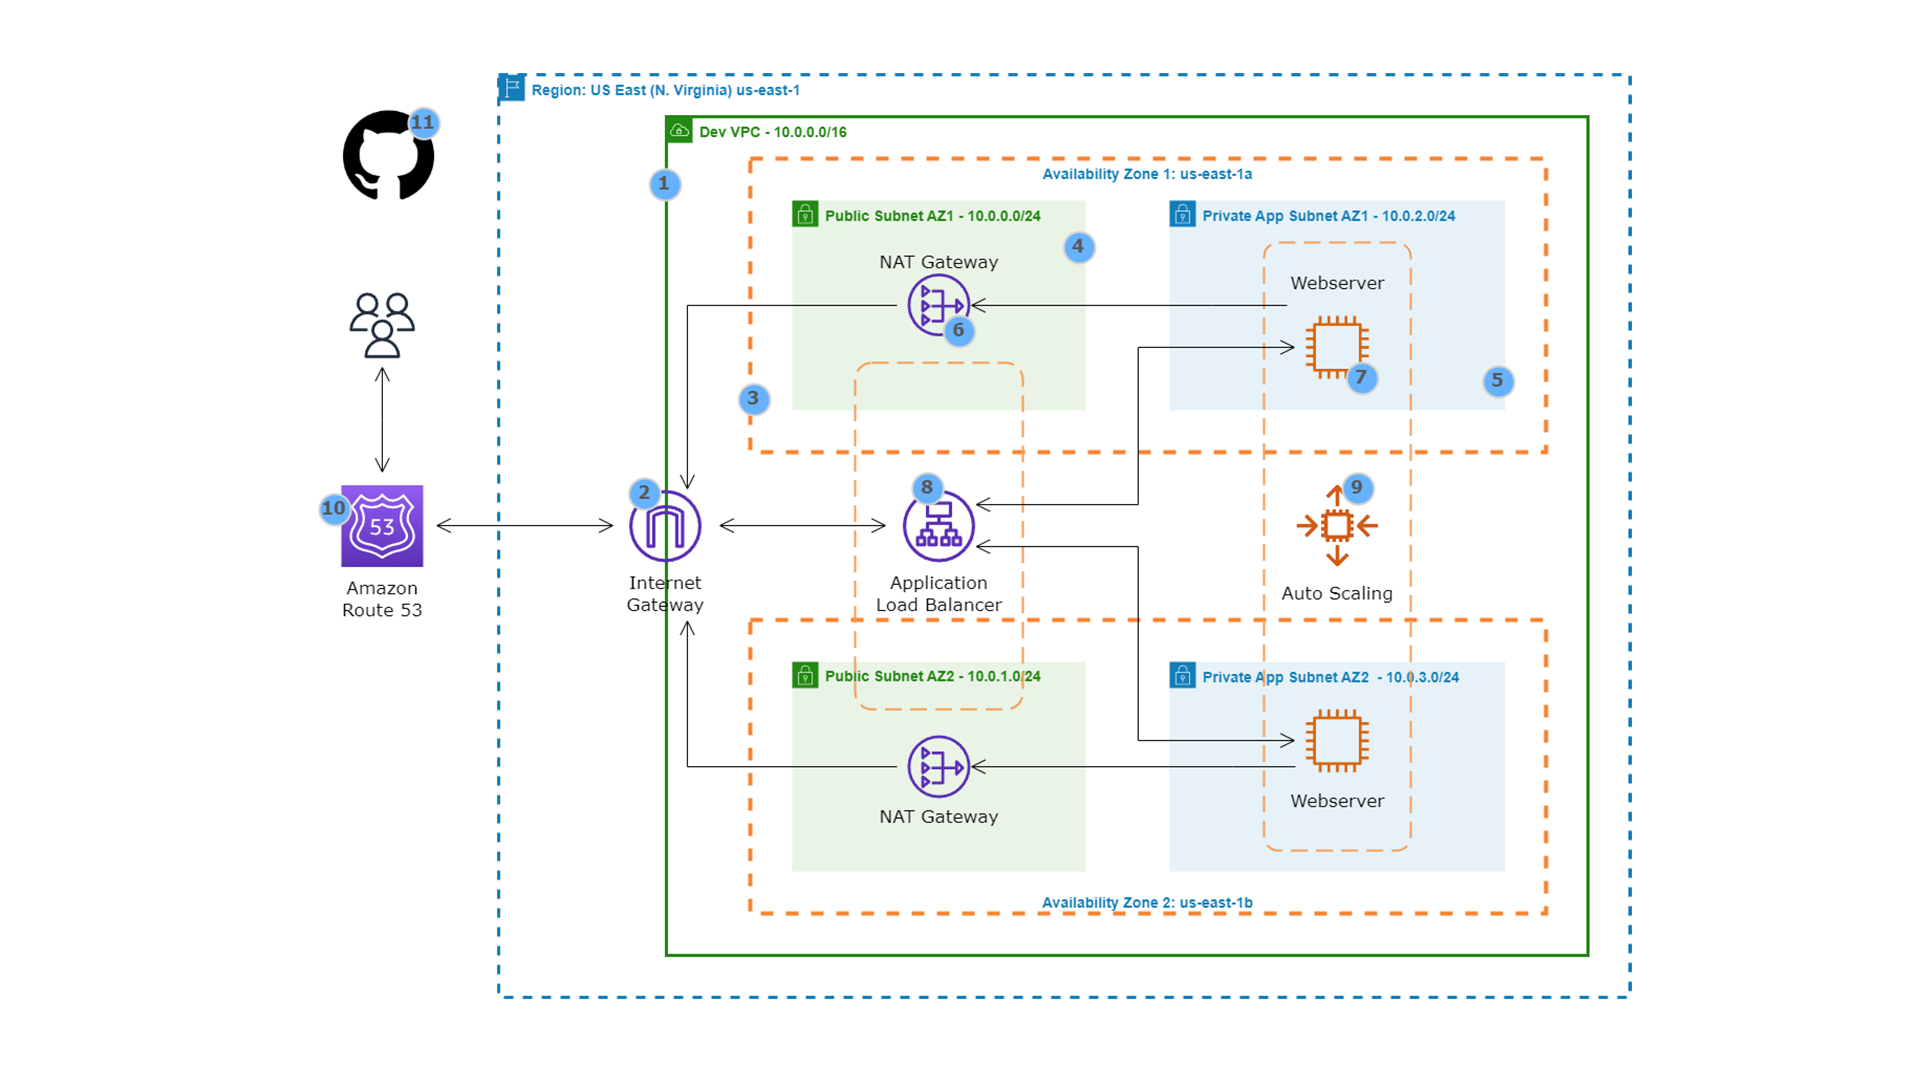 Region: US East (N. Virginia) us-east-1
11
Dev VPC - 10.0.0.0/16
1
Availability Zone 1: us-east-1a
Public Subnet AZ1 - 10.0.0.0/24
Private App Subnet AZ1 - 10.0.2.0/24
4
NAT Gateway
Webserver
6
7
5
3
2
8
9
10
53
Internet
Gateway
Application
Load Balancer
Auto Scaling
Amazon
Route 53
Public Subnet AZ2 - 10.0.1.0/24
Private App Subnet AZ2 - 10.0.3.0/24
NAT Gateway
Webserver
Availability Zone 2: us-east-1b